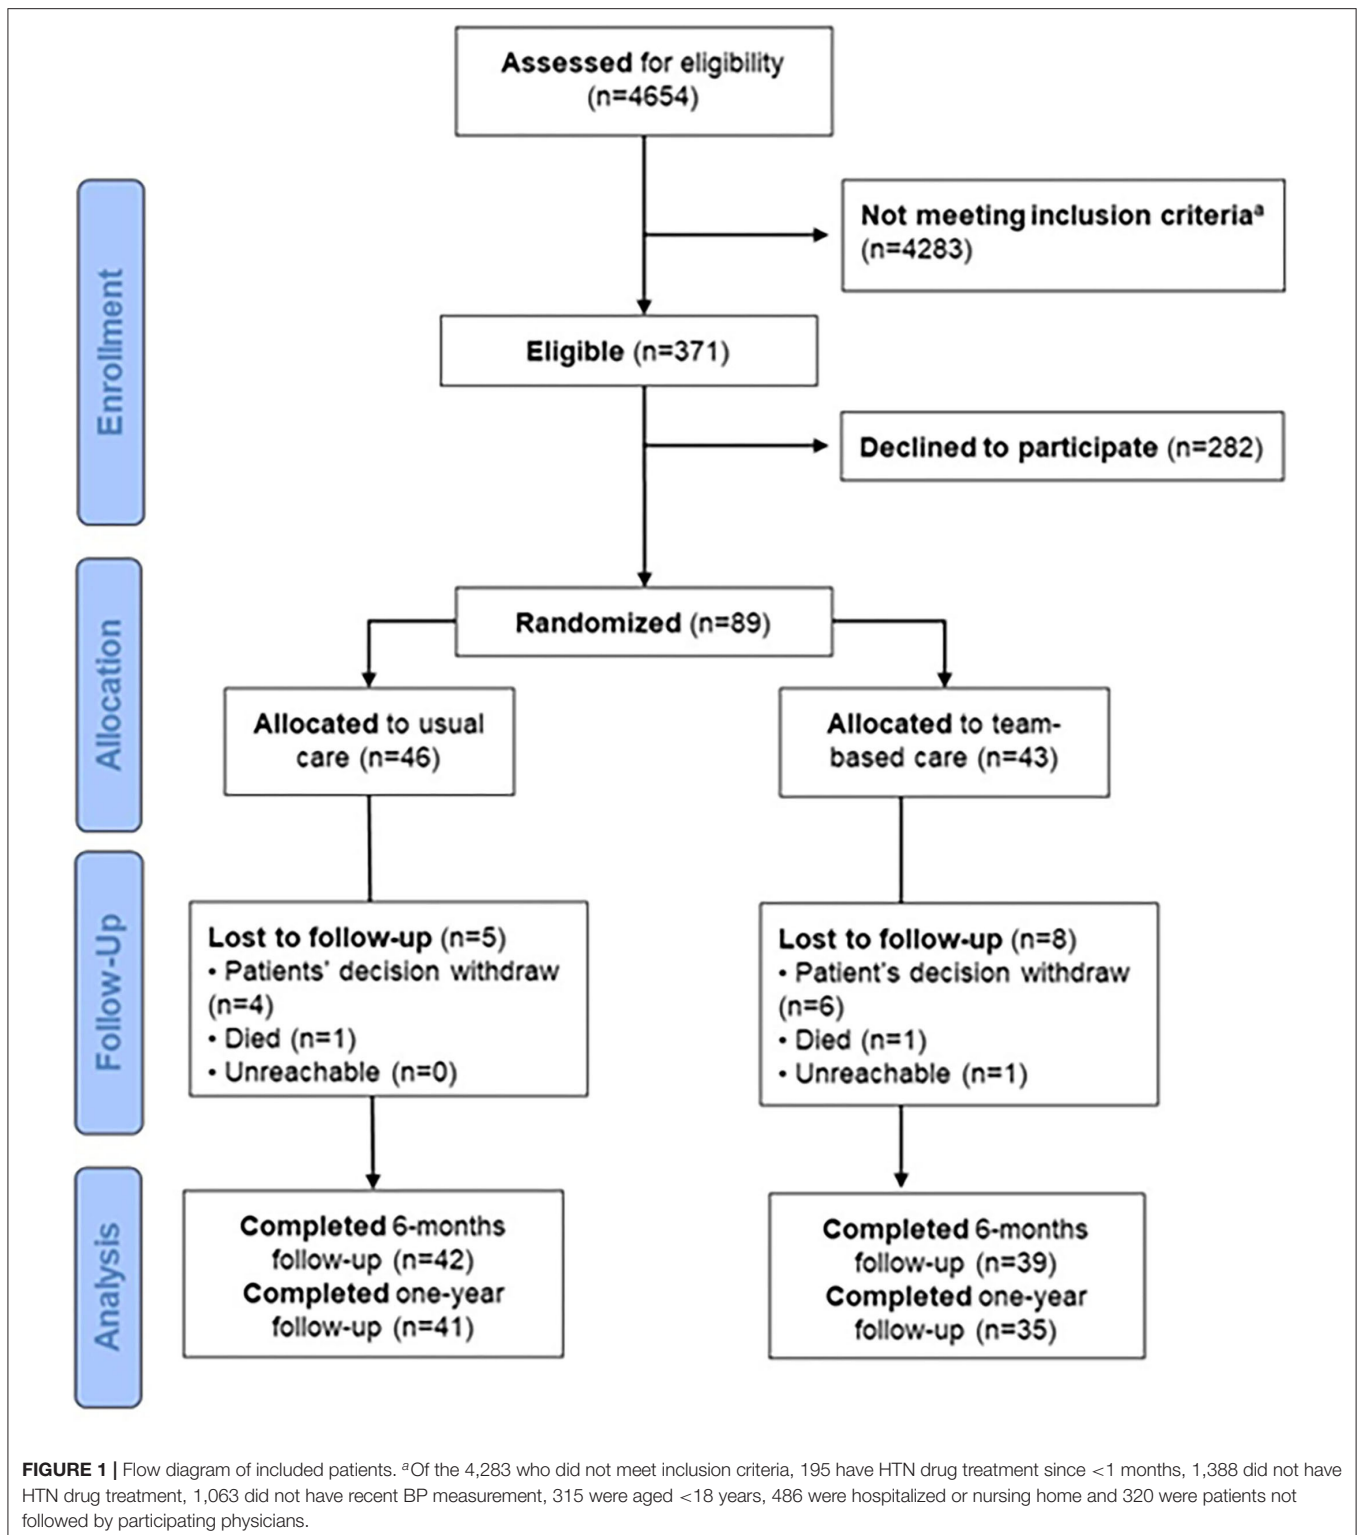 Assessed for eligibility
(n=4654)
Enrollment
Not meeting inclusion criteriaᵃ
(n=4283)
Eligible (n=371)
Declined to participate (n=282)
Allocation
Randomized (n=89)
Allocated to usual
care (n=46)
Allocated to team-
based care (n=43)
Follow-Up
Lost to follow-up (n=5)
• Patients' decision withdraw
(n=4)
• Died (n=1)
• Unreachable (n=0)
Lost to follow-up (n=8)
• Patient's decision withdraw
(n=6)
• Died (n=1)
• Unreachable (n=1)
Analysis
Completed 6-months
follow-up (n=42)
Completed one-year
follow-up (n=41)
Completed 6-months
follow-up (n=39)
Completed one-year
follow-up (n=35)
FIGURE 1 | Flow diagram of included patients. ᵃOf the 4,283 who did not meet inclusion criteria, 195 have HTN drug treatment since <1 months, 1,388 did not have
HTN drug treatment, 1,063 did not have recent BP measurement, 315 were aged <18 years, 486 were hospitalized or nursing home and 320 were patients not
followed by participating physicians.